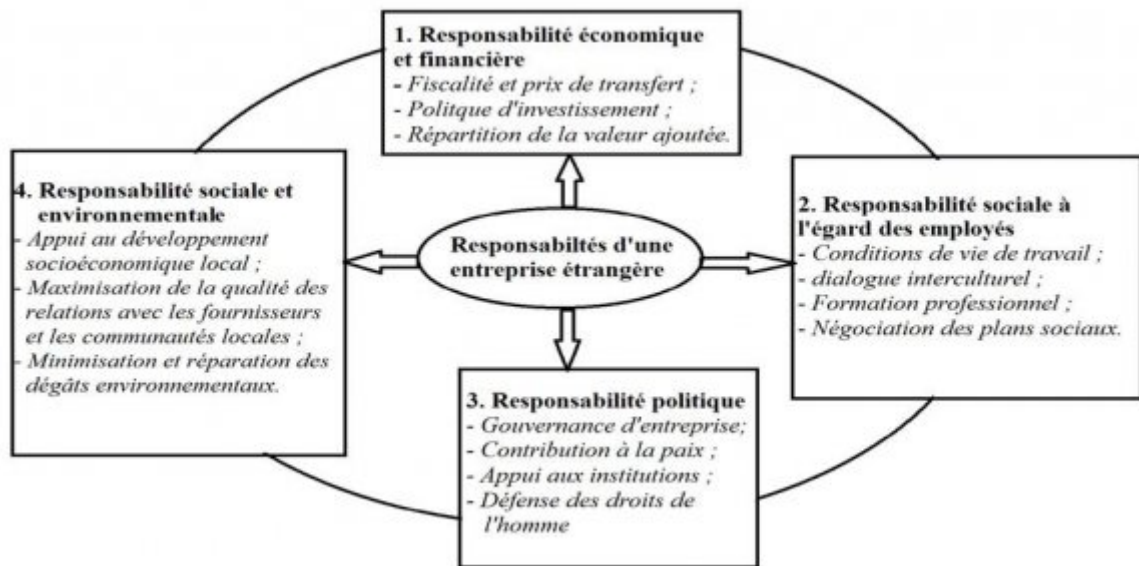 1. Responsabilité économique
et financière
- Fiscalité et prix de transfert ;
- Politque d'investissement ;
- Répartition de la valeur ajoutée.
4. Responsabilité sociale et
environnementale
- Appui au développement
socioéconomique local ;
- Maximisation de la qualité des
relations avec les fournisseurs
et les communautés locales ;
- Minimisation et réparation des
dégâts environnementaux.
Responsabiltés d'une
entreprise étrangère
2. Responsabilité sociale à
l'égard des employés
- Conditions de vie de travail ;
- dialogue interculturel ;
- Formation professionnel ;
- Négociation des plans sociaux.
3. Responsabilité politique
- Gouvernance d'entreprise;
- Contribution à la paix ;
- Appui aux institutions ;
- Défense des droits de
l'homme